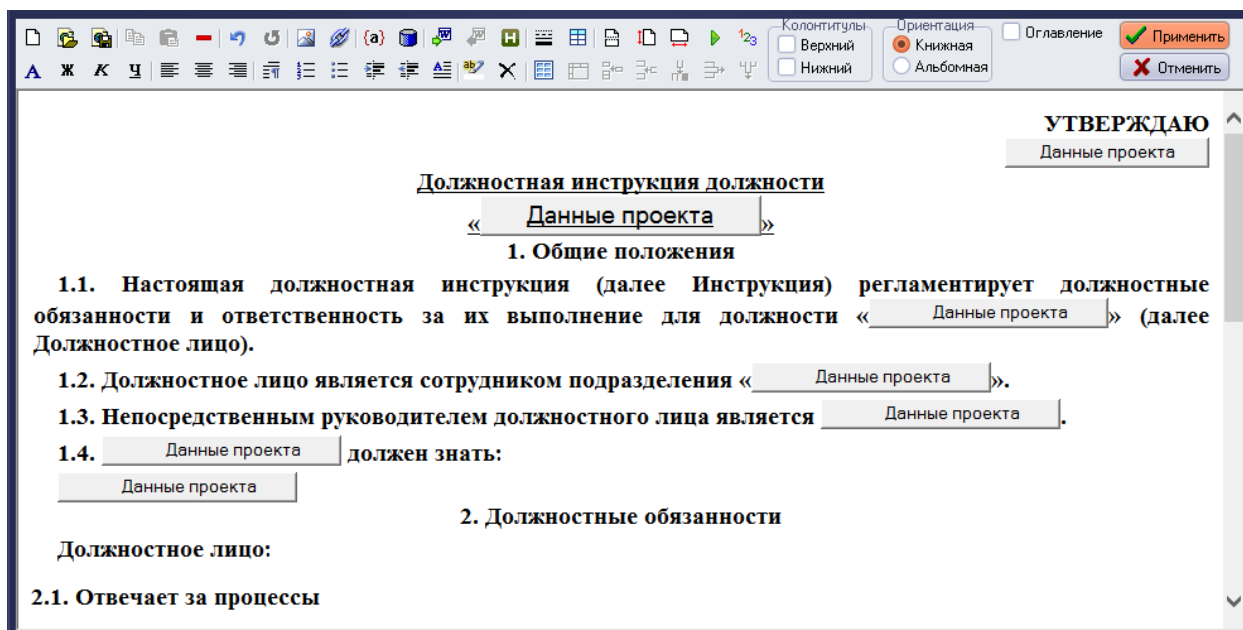 Колонтитулы
Ориентация
{a}
H
1 2 3
Верхний
Книжная
Оглавление
Применить
A Ж К Ч
ab
Нижний
Альбомная
Отменить
УТВЕРЖДАЮ
Данные проекта
Должностная инструкция должности
« Данные проекта »
1. Общие положения
1.1. Настоящая должностная инструкция (далее Инструкция) регламентирует должностные
обязанности и ответственность за их выполнение для должности « Данные проекта » (далее
Должностное лицо).
1.2. Должностное лицо является сотрудником подразделения « Данные проекта ».
1.3. Непосредственным руководителем должностного лица является Данные проекта .
1.4. Данные проекта должен знать:
Данные проекта
2. Должностные обязанности
Должностное лицо:
2.1. Отвечает за процессы